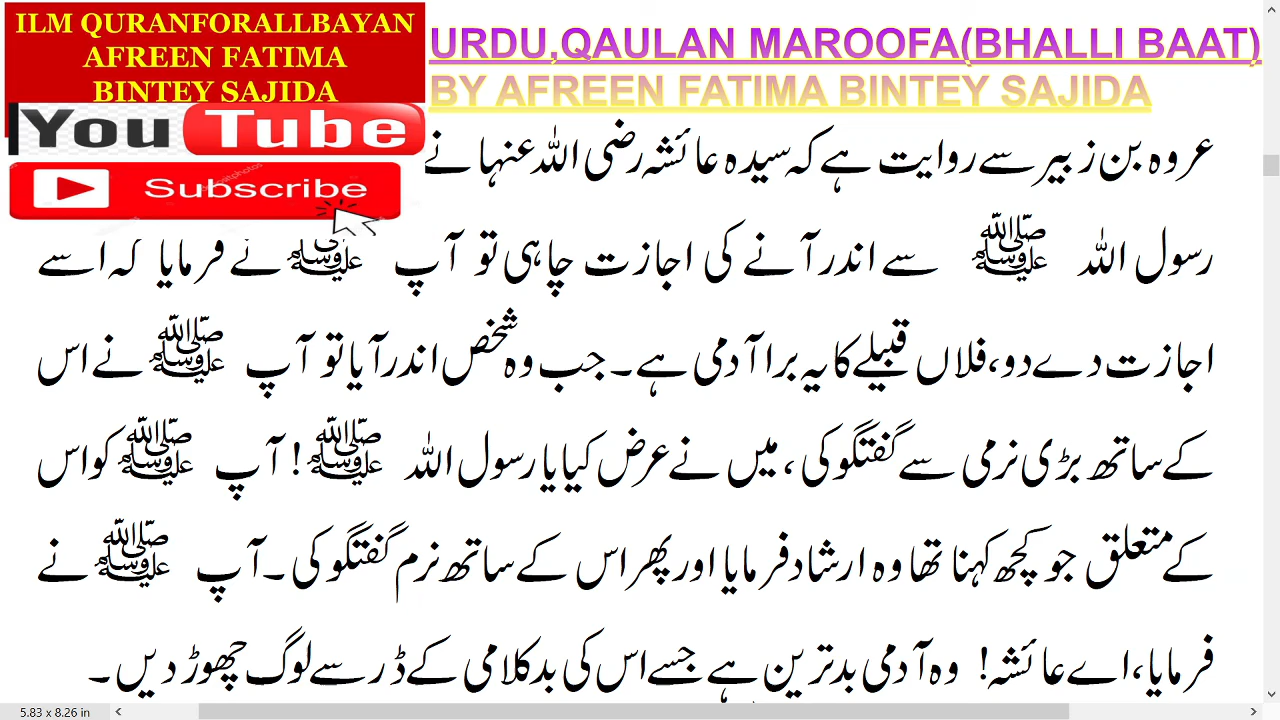 ILM QURANFORALLBAYAN
AFREEN FATIMA
BINTEY SAJIDA
YouTube
Subscribe
URDU,QAULAN MAROOFA(BHALLI BAAT)
BY AFREEN FATIMA BINTEY SAJIDA
عروہ بن زبیر سے روایت ہے کہ سیدہ عائشہ رضی اللہ عنہا نے
رسول اللہ ﷺ سے اندر آنے کی اجازت چاہی تو آپ ﷺ نے فرمایا کہ اسے
اجازت دے دو، فلاں قبیلے کا یہ برا آدمی ہے۔ جب وہ شخص اندر آیا تو آپ ﷺ نے اس
کے ساتھ بڑی نرمی سے گفتگو کی، میں نے عرض کیا یا رسول اللہ ﷺ! آپ ﷺ کو اس
کے متعلق جو کچھ کہنا تھا وہ ارشاد فرمایا اور پھر اس کے ساتھ نرم گفتگو کی۔ آپ ﷺ نے
فرمایا، اے عائشہ! وہ آدمی بدترین ہے جسے اس کی بدکلامی کے ڈر سے لوگ چھوڑ دیں۔
5.83 x 8.26 in